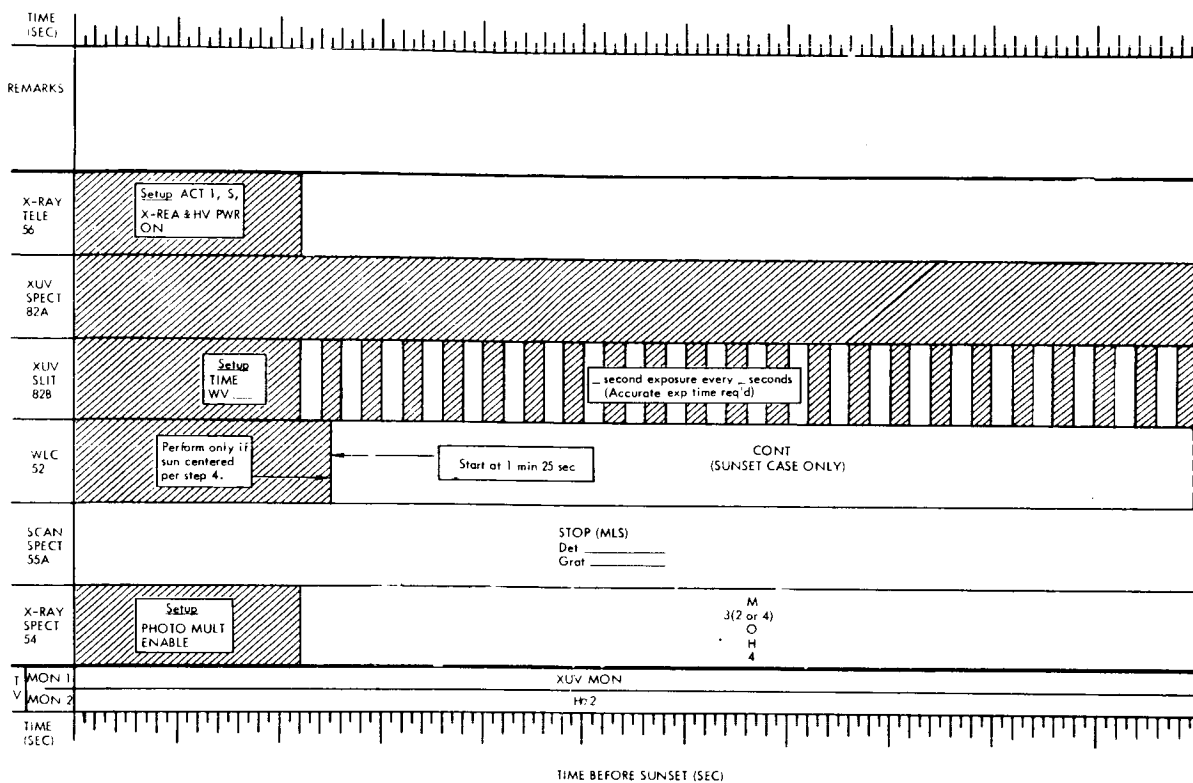 TIME
(SEC)
REMARKS
X-RAY
TELE
56
Setup ACT 1, S,
X-REA & HV PWR
ON
XUV
SPECT
82A
XUV
SLIT
82B
Setup
TIME
WV ___
_ second exposure every _ seconds
(Accurate exp time req'd)
WLC
52
Perform only if
sun centered
per step 4.
Start at 1 min 25 sec
CONT
(SUNSET CASE ONLY)
SCAN
SPECT
55A
STOP (MLS)
Det ________
Grat ________
X-RAY
SPECT
54
Setup
PHOTO MULT
ENABLE
M
3(2 or 4)
O
H
4
TV
MON 1
XUV MON
MON 2
TIME
(SEC)
TIME BEFORE SUNSET (SEC)